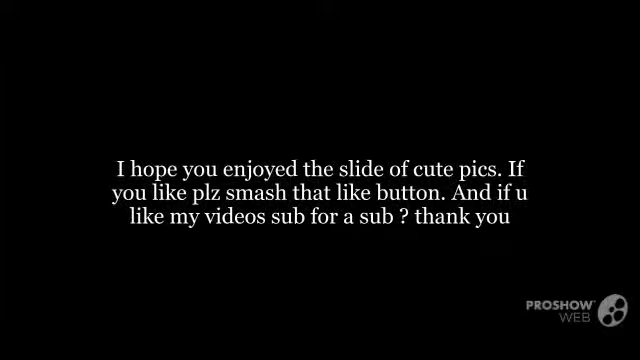 I hope you enjoyed the slide of cute pics. If
you like plz smash that like button. And if u
like my videos sub for a sub ? thank you
PROSHOW™
WEB